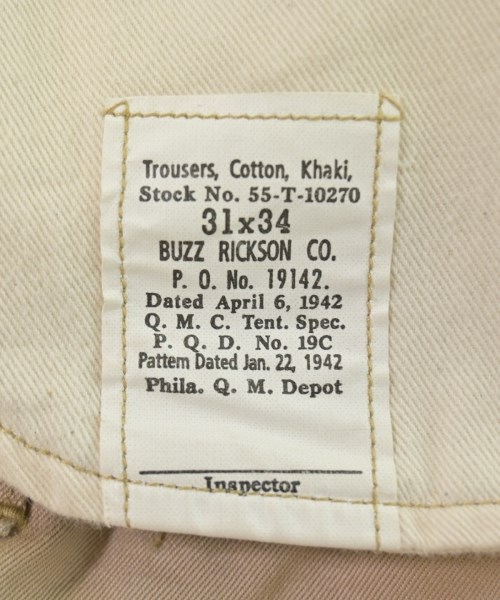 Trousers, Cotton, Khaki,
Stock No. 55-T-10270
31x34
BUZZ RICKSON CO.
P. O. No. 19142.
Dated April 6, 1942
Q. M. C. Tent. Spec.
P. Q. D. No. 19C
Pattern Dated Jan. 22, 1942
Phila. Q. M. Depot
Inspector